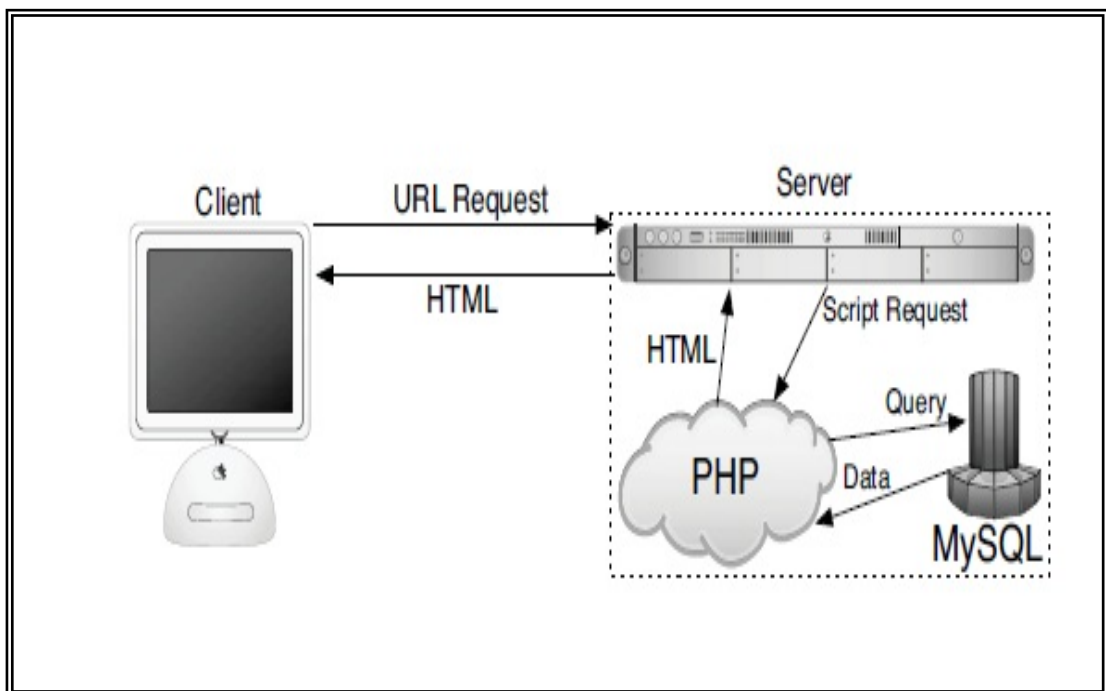 Client
URL Request
Server
HTML
Script Request
HTML
Query
PHP
Data
MySQL